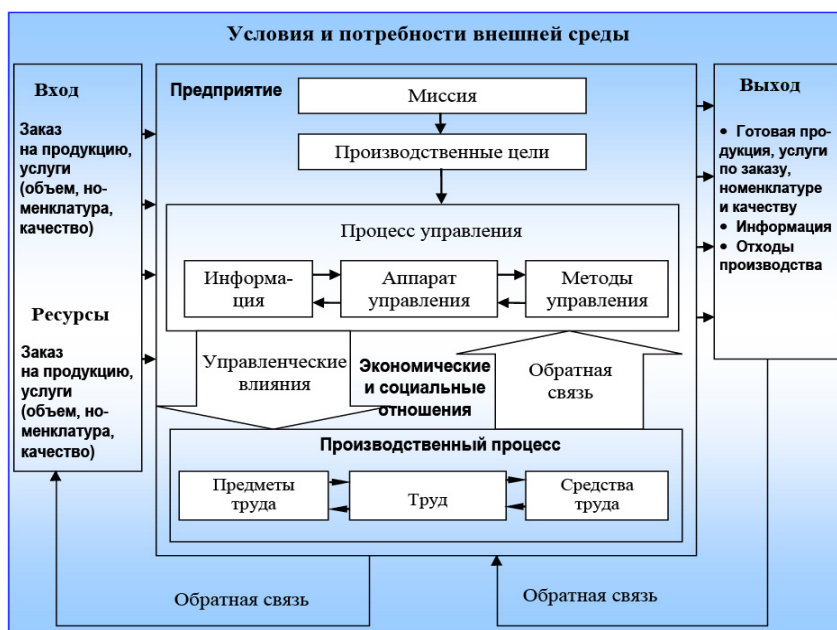 Условия и потребности внешней среды
Вход
Заказ
на продукцию,
услуги
(объем, но-
менклатура,
качество)
Ресурсы
Заказ
на продукцию,
услуги
(объем, но-
менклатура,
качество)
Предприятие
Миссия
Производственные цели
Процесс управления
Информа-
ция
Аппарат
управления
Методы
управления
Управленческие
влияния
Экономические
и социальные
отношения
Обратная
связь
Производственный процесс
Предметы
труда
Труд
Средства
труда
Выход
• Готовая про-
дукция, услуги
по заказу,
номенклатуре
и качеству
• Информация
• Отходы
производства
Обратная связь
Обратная связь